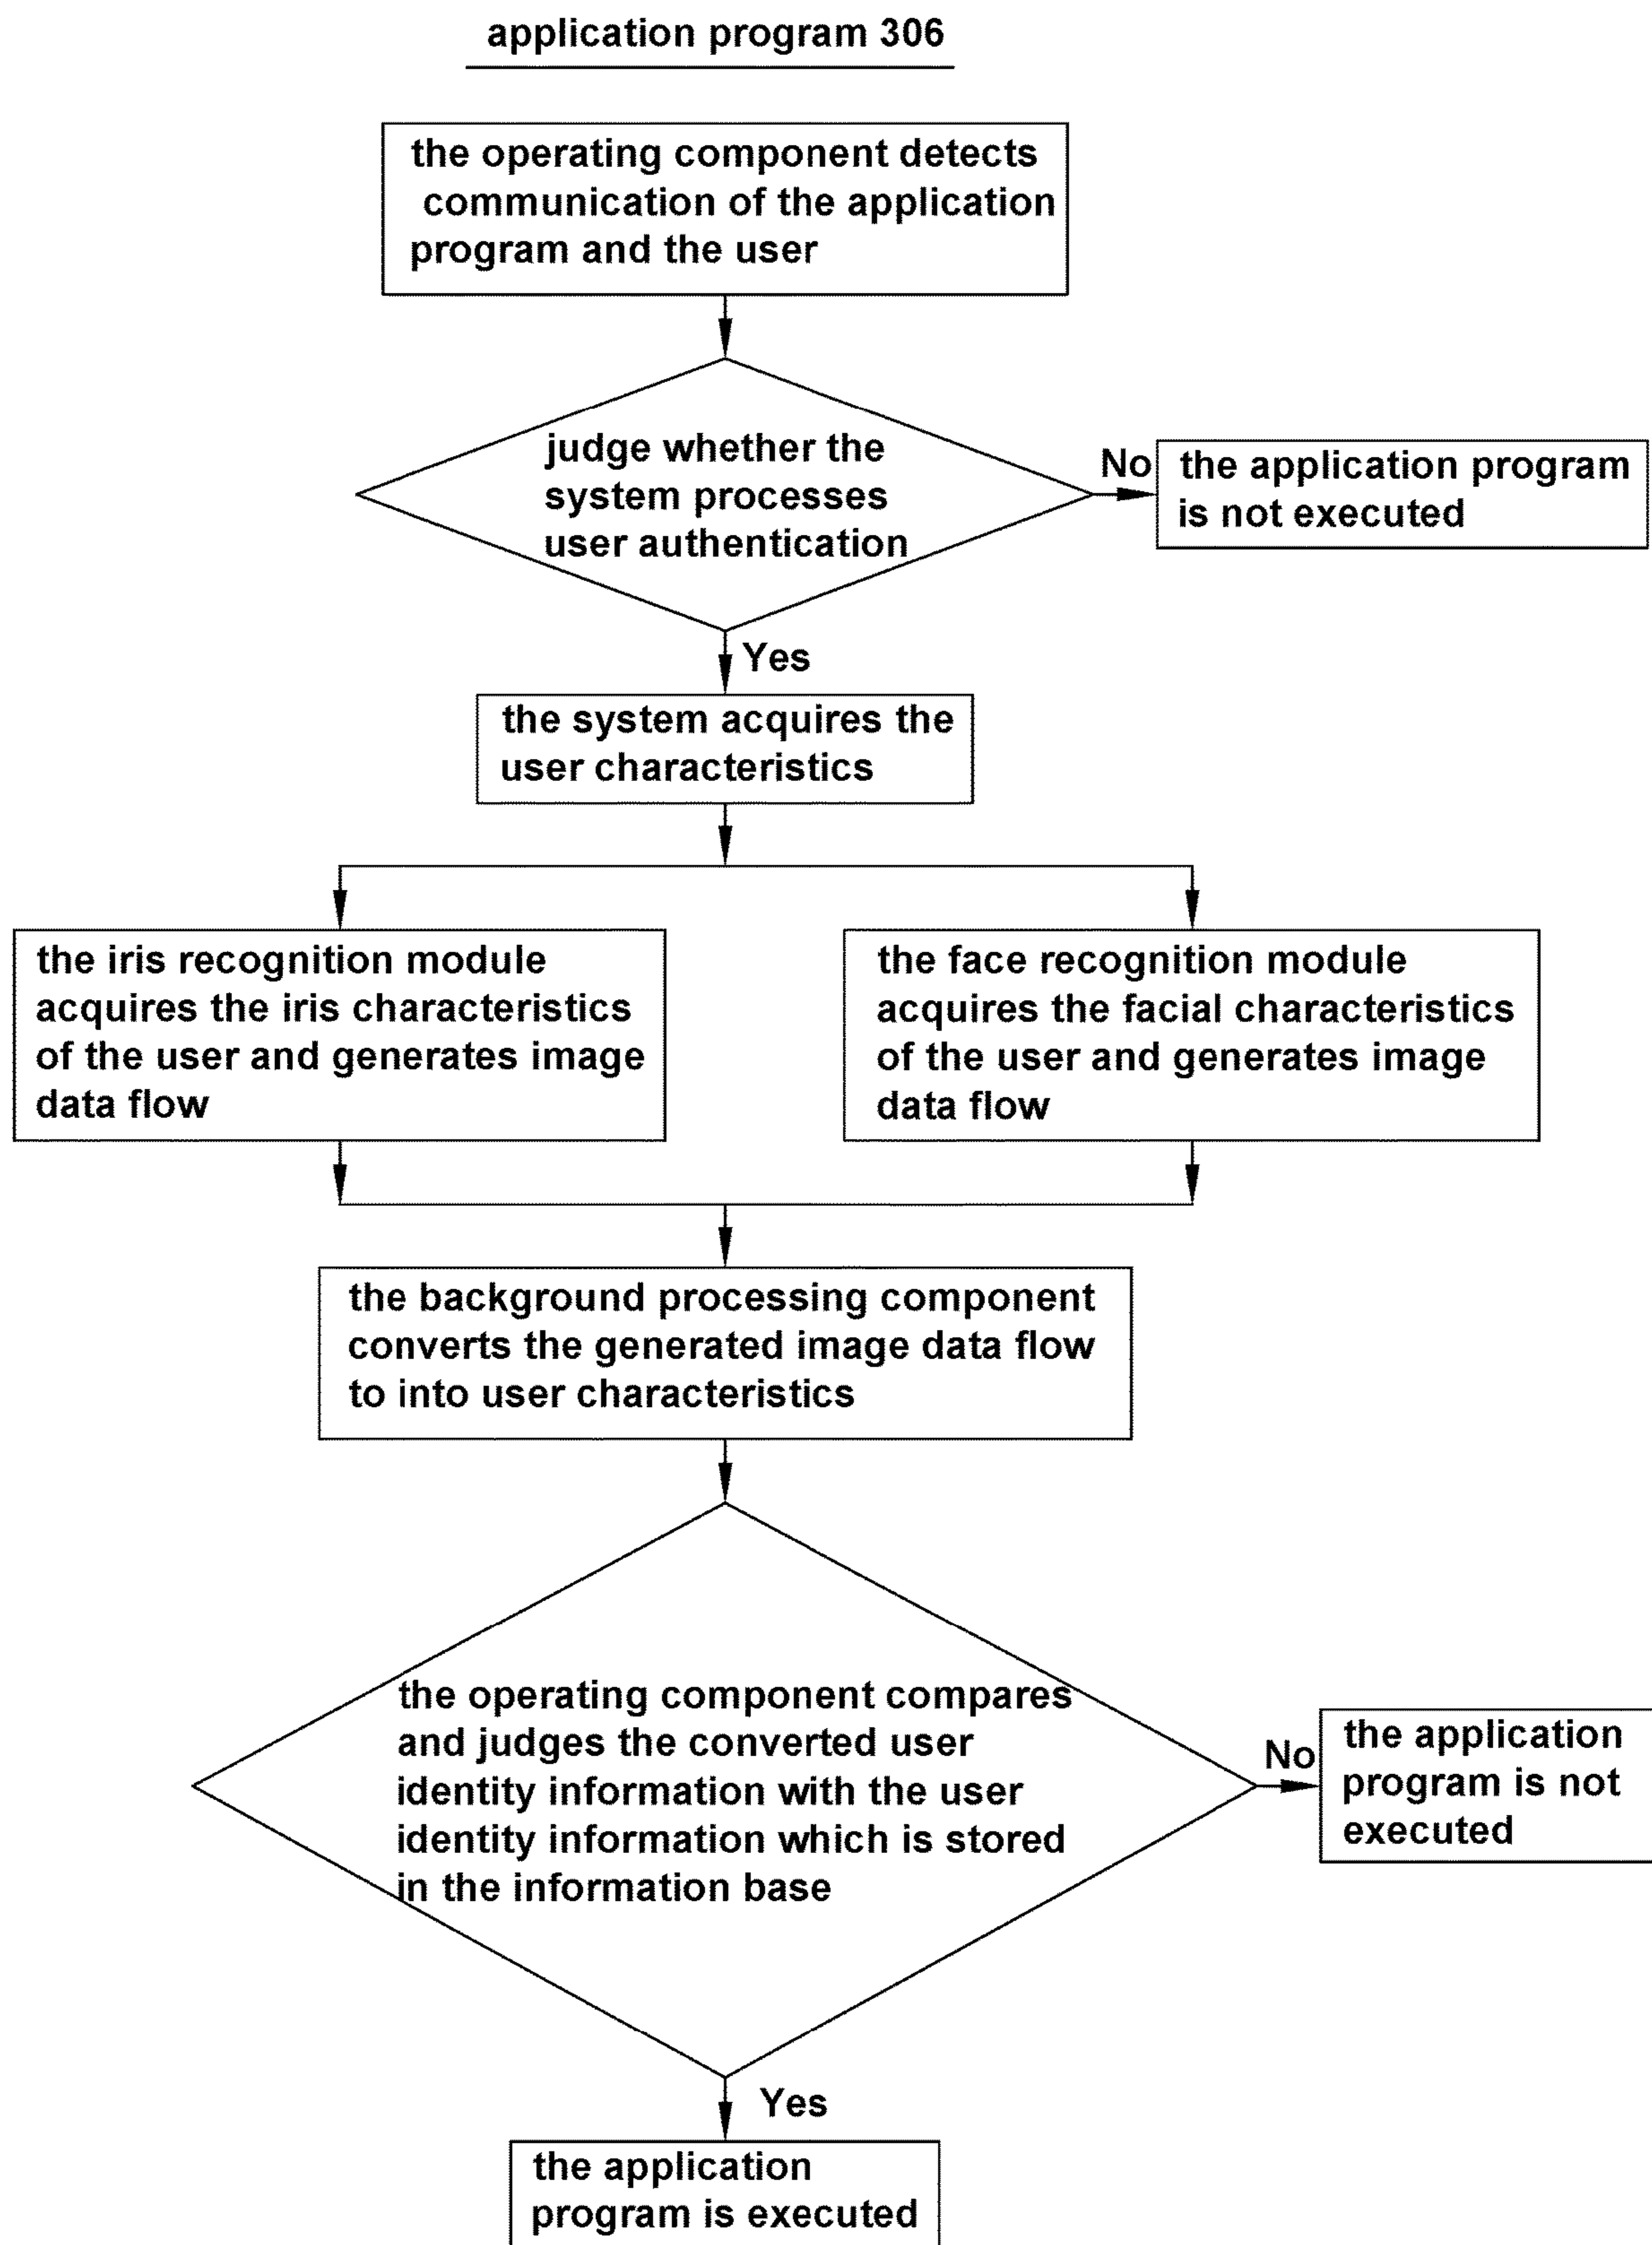 application program 306
the operating component detects
communication of the application
program and the user
judge whether the
system processes
user authentication
No
the application program
is not executed
Yes
the system acquires the
user characteristics
the iris recognition module
acquires the iris characteristics
of the user and generates image
data flow
the face recognition module
acquires the facial characteristics
of the user and generates image
data flow
the background processing component
converts the generated image data flow
to into user characteristics
the operating component compares
and judges the converted user
identity information with the user
identity information which is stored
in the information base
No
the application
program is not
executed
Yes
the application
program is executed